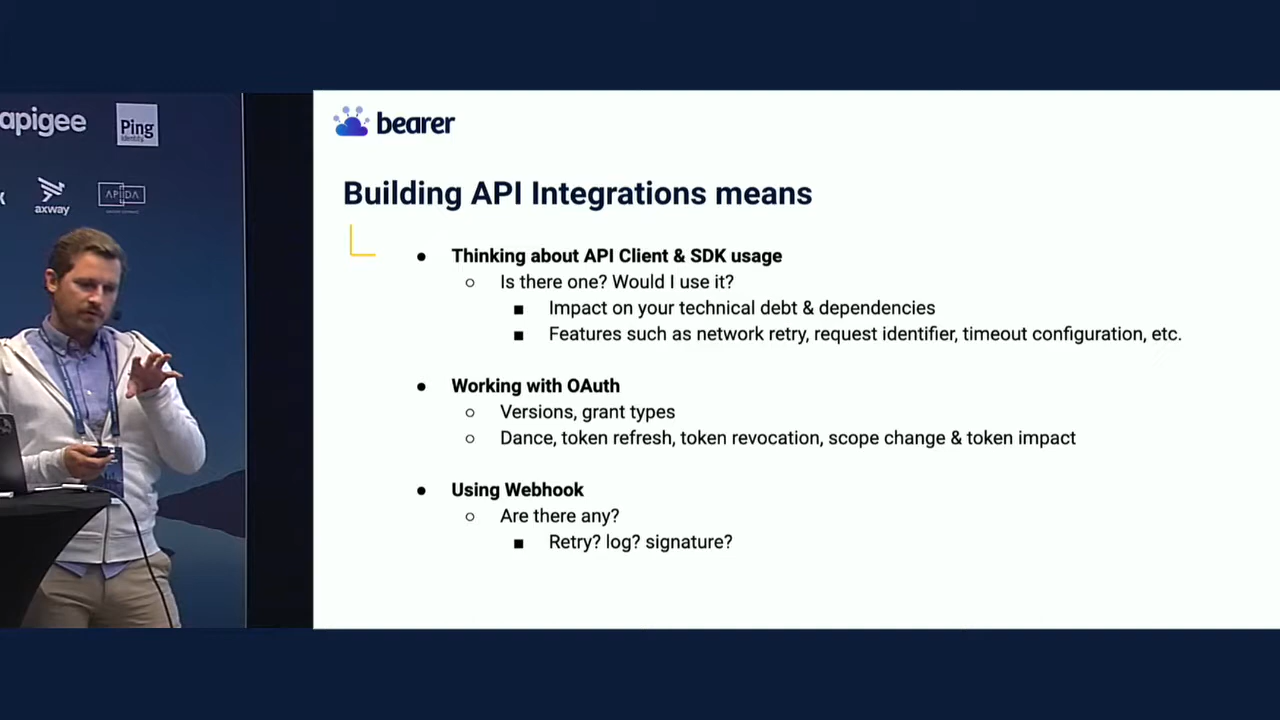 apigee
Ping
Identity
axway
APIIDA
bearer
Building API Integrations means
● Thinking about API Client & SDK usage
○ Is there one? Would I use it?
■ Impact on your technical debt & dependencies
■ Features such as network retry, request identifier, timeout configuration, etc.
● Working with OAuth
○ Versions, grant types
○ Dance, token refresh, token revocation, scope change & token impact
● Using Webhook
○ Are there any?
■ Retry? log? signature?